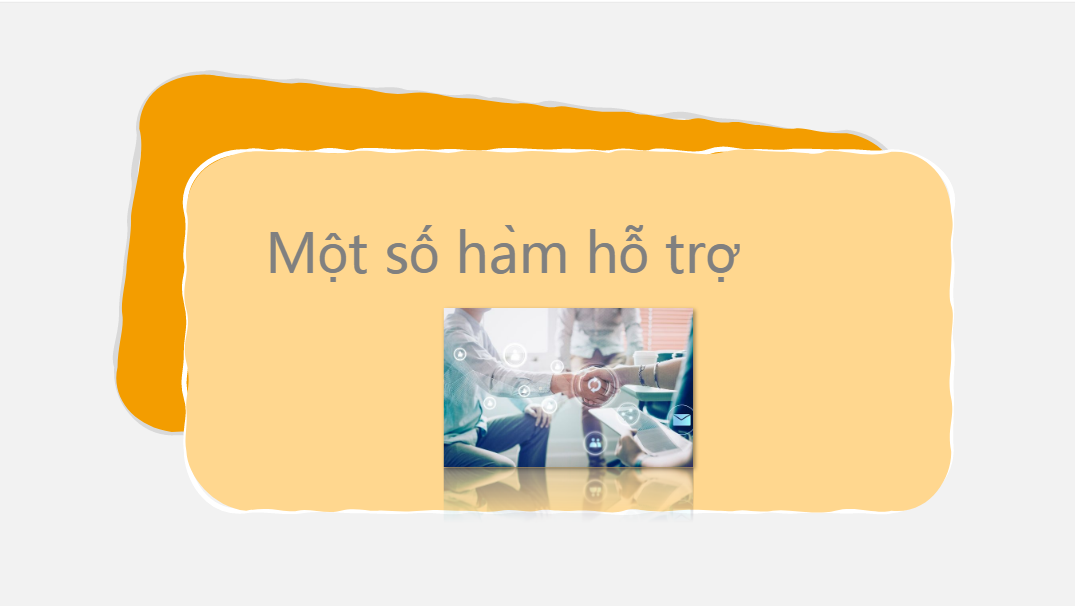 Một số hàm hỗ trợ